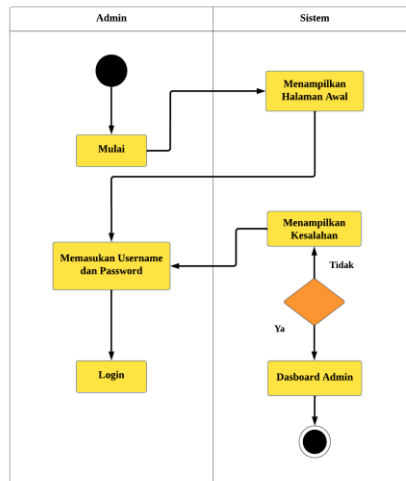 Admin
Sistem
Menampilkan
Halaman Awal
Mulai
Menampilkan
Kesalahan
Memasukan Username
dan Password
Tidak
Ya
Login
Dasboard Admin